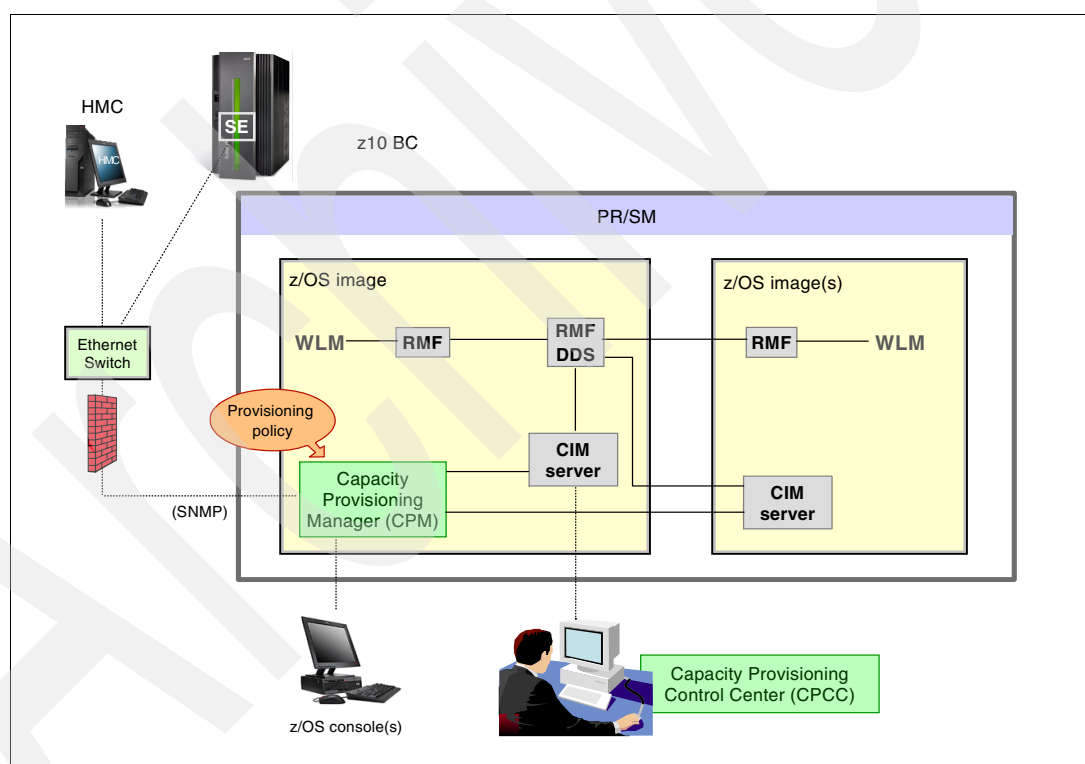 HMC
HMC
SE
z10 BC
PR/SM
z/OS image
z/OS image(s)
WLM
RMF
RMF
DDS
RMF
WLM
Ethernet
Switch
Provisioning
policy
CIM
server
Capacity
Provisioning
Manager (CPM)
CIM
server
(SNMP)
z/OS console(s)
Capacity Provisioning
Control Center (CPCC)